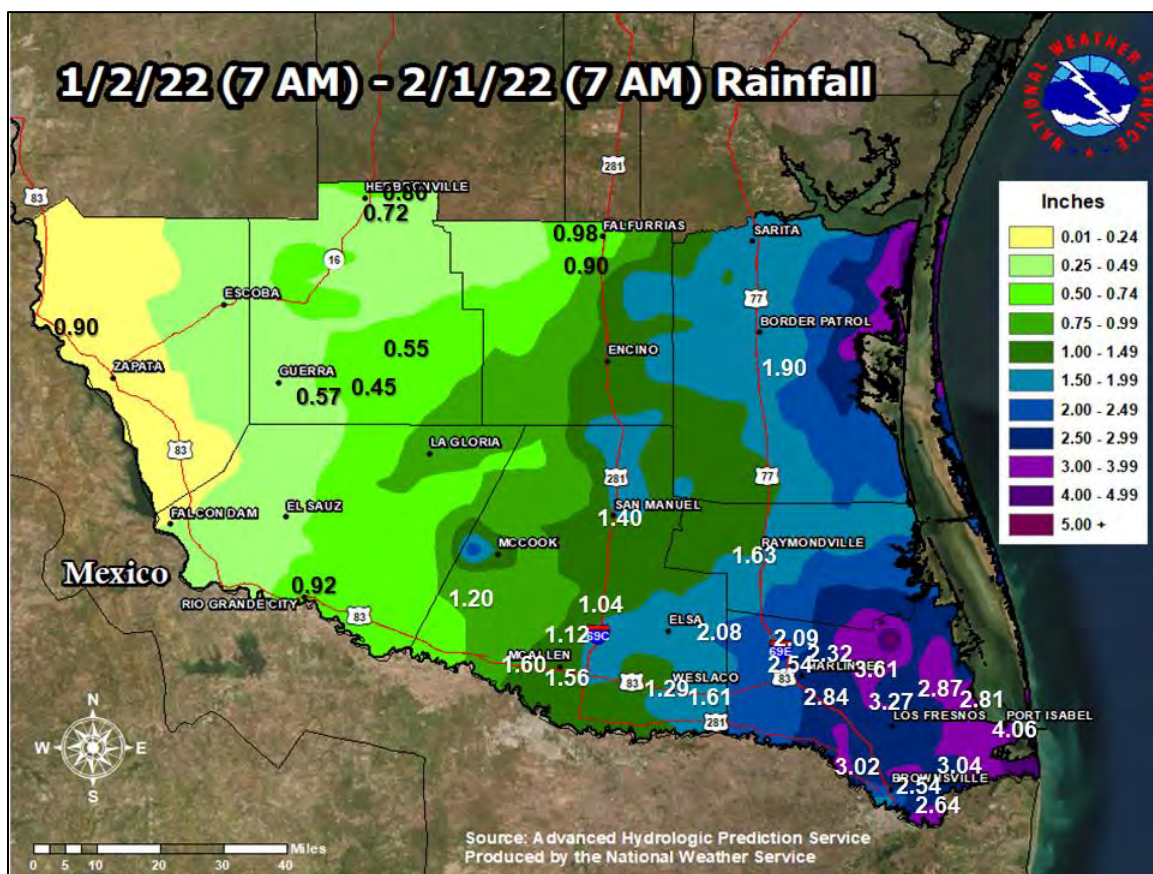 1/2/22 (7 AM) - 2/1/22 (7 AM) Rainfall
NATIONAL WEATHER SERVICE
Inches
0.01 - 0.24
0.25 - 0.49
0.50 - 0.74
0.75 - 0.99
1.00 - 1.49
1.50 - 1.99
2.00 - 2.49
2.50 - 2.99
3.00 - 3.99
4.00 - 4.99
5.00 +
281
83
HEBBRONVILLE
0.86
0.72
0.98
FALFURRIAS
SARITA
0.90
16
ESCOBA
77
0.90
BORDER PATROL
0.55
ENCINO
ZAPATA
GUERRA
1.90
0.57
0.45
LA GLORIA
83
281
77
FALCON DAM
EL SAUZ
SAN MANUEL
1.40
MCCOOK
RAYMONDVILLE
1.63
Mexico
0.92
RIO GRANDE CITY
83
1.20
1.04
1.12
69C
ELSA
2.08
2.09
69E
2.32
MCALLEN
1.60
1.56
83
2.54
HARLINGEN
83
3.61
WESLACO
1.29
1.61
2.84
3.27
2.87
2.81
281
LOS FRESNOS
PORT ISABEL
4.06
3.02
3.04
BROWNSVILLE
2.54
2.64
N
W
E
S
Miles
0 5 10 20 30 40
Source: Advanced Hydrologic Prediction Service
Produced by the National Weather Service